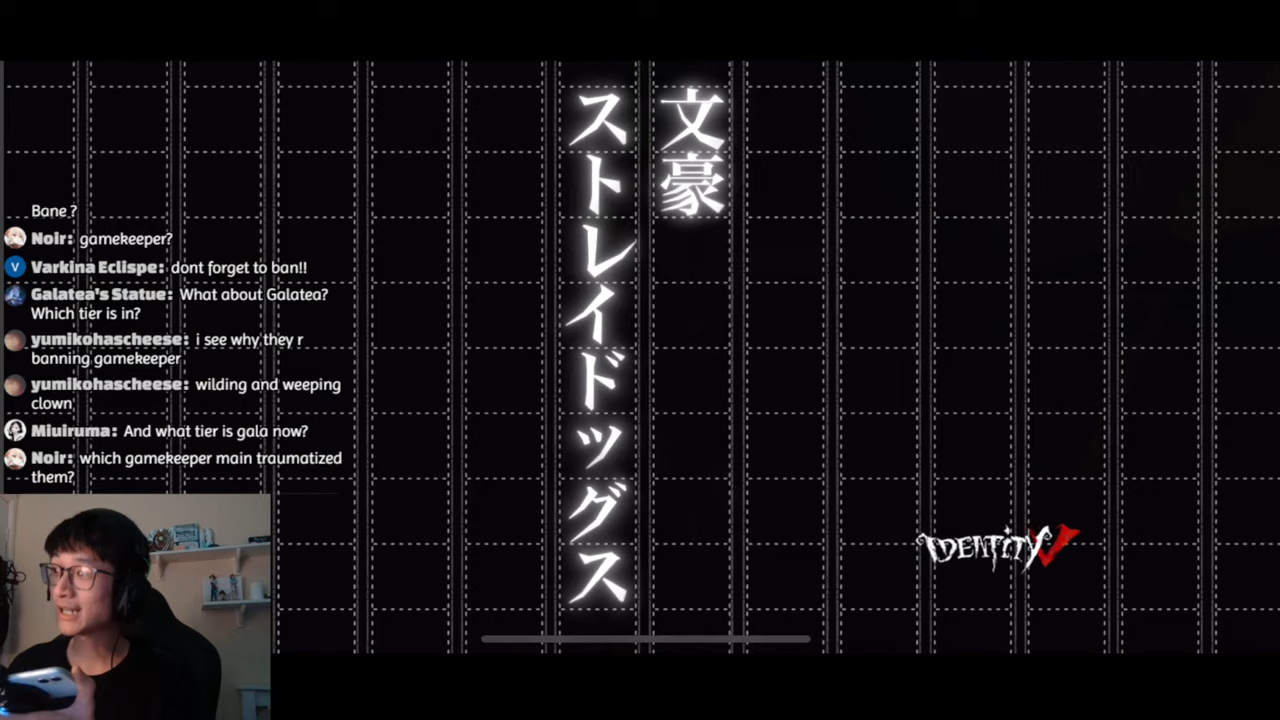 文豪
ストレイドッグス
Bane ?
Noir: gamekeeper?
Varkina Eclispe: dont forget to ban!!
Galatea's Statue: What about Galatea?
Which tier is in?
yumikohascheese: i see why they r
banning gamekeeper
yumikohascheese: wilding and weeping
clown
Miuiruma: And what tier is gala now?
Noir: which gamekeeper main traumatized
them?
V
IDENTITY V